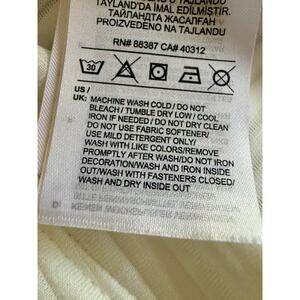 TAYLAND'DA İMAL EDİLMİŞTİR.
ТАЙЛАНДТА ЖАСАЛҒАН
PROIZVEDENO NA TAJLANDU
RN# 88387 CA# 40312
30
US /
UK: MACHINE WASH COLD / DO NOT
BLEACH / TUMBLE DRY LOW / COOL
IRON IF NEEDED / DO NOT DRY CLEAN
DO NOT USE FABRIC SOFTENER/
USE MILD DETERGENT ONLY/
WASH WITH LIKE COLORS/REMOVE
PROMPTLY AFTER WASH/DO NOT IRON
DECORATION/WASH AND IRON INSIDE
OUT/WASH WITH FASTENERS CLOSED/
WASH AND DRY INSIDE OUT